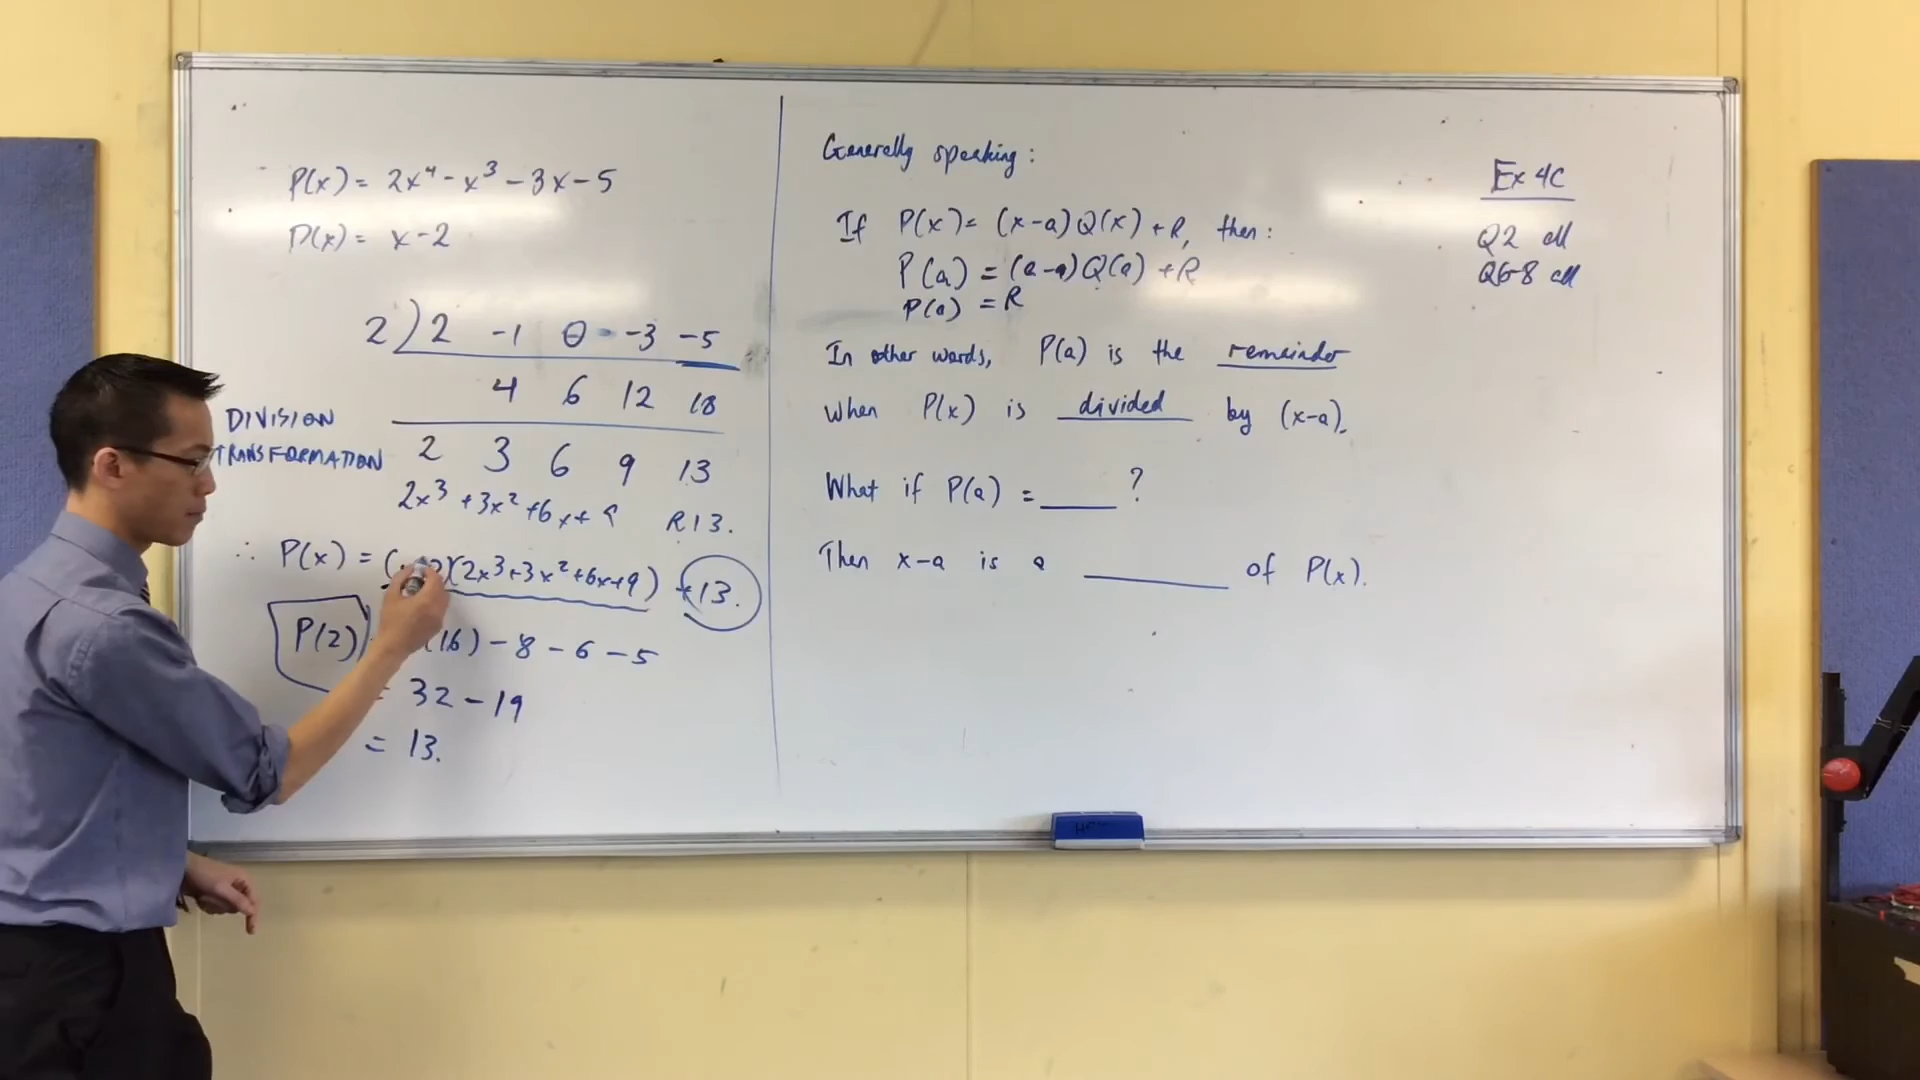 P(x) = 2x⁴ - x³ - 3x - 5
D(x) = x - 2
2 ) 2 -1 0 -3 -5
4 6 12 18
DIVISION
TRANSFORMATION
2 3 6 9 13
2x³ + 3x² + 6x + 9 R13.
∴ P(x) = ( 2)(2x³+3x²+6x+9) +13.
P(2) (16) - 8 - 6 - 5
= 32 - 19
= 13.
Generally speaking:
If P(x) = (x-a)Q(x) + R, then:
P(a) = (a-a)Q(a) + R
P(a) = R
In other words, P(a) is the remainder
when P(x) is divided by (x-a).
What if P(a) = ____ ?
Then x-a is a ________ of P(x).
Ex 4C
Q2 all
Q6-8 all